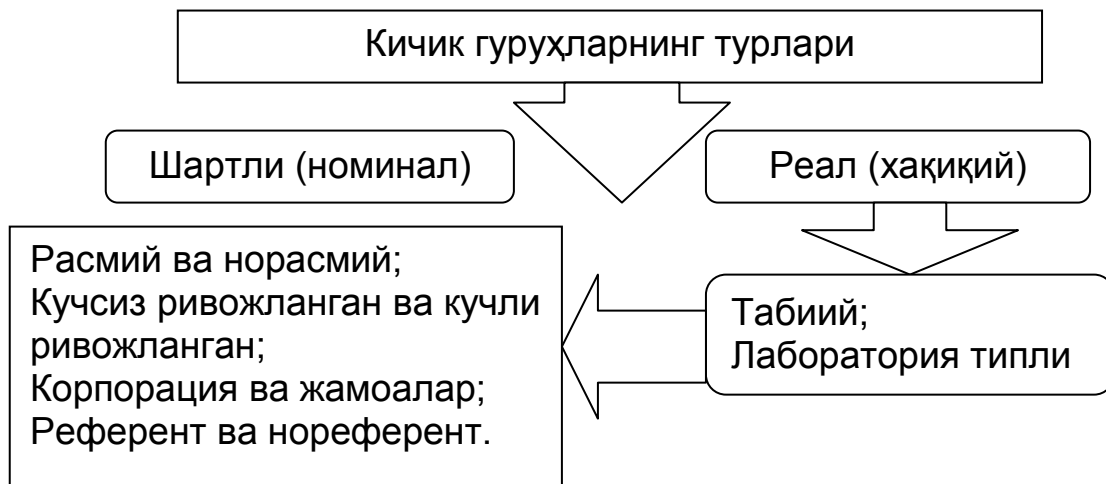 Кичик гуруҳларнинг турлари
Шартли (номинал)
Реал (хақиқий)
Расмий ва норасмий;
Кучсиз ривожланган ва кучли
ривожланган;
Корпорация ва жамоалар;
Референт ва нореферент.
Табиий;
Лаборатория типли